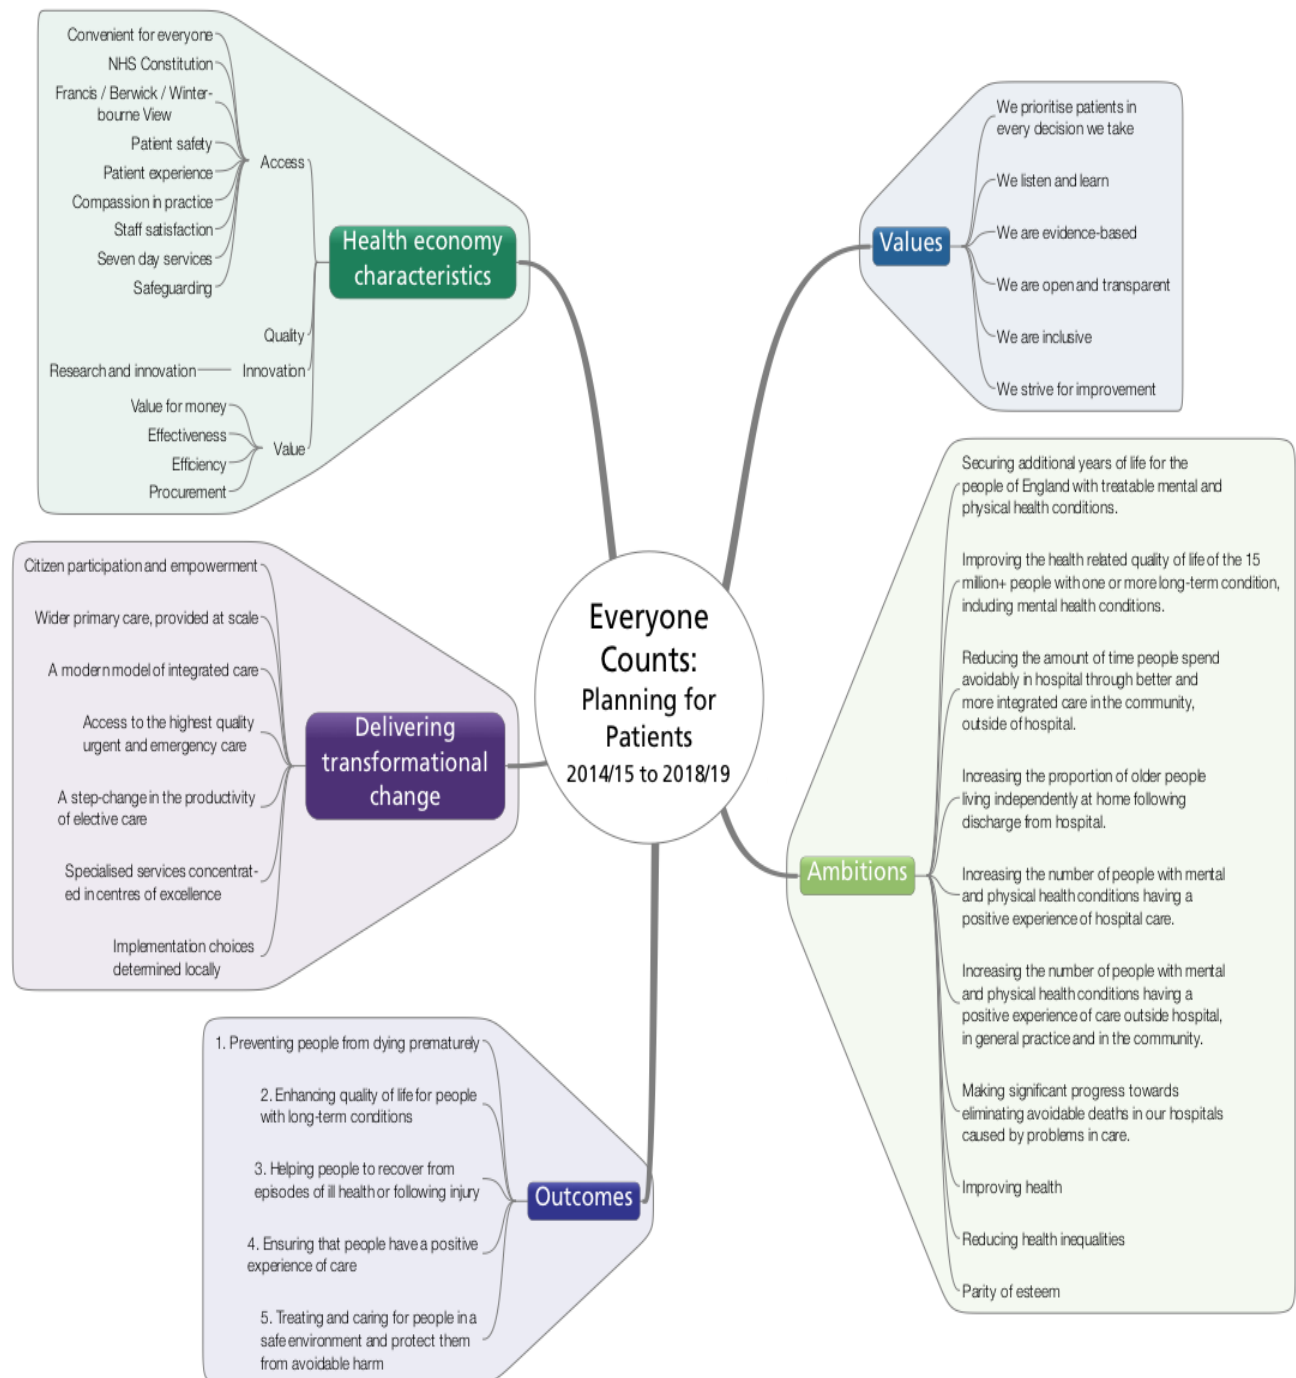 Everyone
Counts:
Planning for
Patients
2014/15 to 2018/19
Health economy
characteristics
Access
Convenient for everyone
NHS Constitution
Francis / Berwick / Winter-
bourne View
Patient safety
Patient experience
Compassion in practice
Staff satisfaction
Seven day services
Safeguarding
Quality
Innovation
Research and innovation
Value
Value for money
Effectiveness
Efficiency
Procurement
Values
We prioritise patients in
every decision we take
We listen and learn
We are evidence-based
We are open and transparent
We are inclusive
We strive for improvement
Delivering
transformational
change
Citizen participation and empowerment
Wider primary care, provided at scale
A modern model of integrated care
Access to the highest quality
urgent and emergency care
A step-change in the productivity
of elective care
Specialised services concentrat-
ed in centres of excellence
Implementation choices
determined locally
Ambitions
Securing additional years of life for the
people of England with treatable mental and
physical health conditions.
Improving the health related quality of life of the 15
million+ people with one or more long-term condition,
including mental health conditions.
Reducing the amount of time people spend
avoidably in hospital through better and
more integrated care in the community,
outside of hospital.
Increasing the proportion of older people
living independently at home following
discharge from hospital.
Increasing the number of people with mental
and physical health conditions having a
positive experience of hospital care.
Increasing the number of people with mental
and physical health conditions having a
positive experience of care outside hospital,
in general practice and in the community.
Making significant progress towards
eliminating avoidable deaths in our hospitals
caused by problems in care.
Improving health
Reducing health inequalities
Parity of esteem
Outcomes
1. Preventing people from dying prematurely
2. Enhancing quality of life for people
with long-term conditions
3. Helping people to recover from
episodes of ill health or following injury
4. Ensuring that people have a positive
experience of care
5. Treating and caring for people in a
safe environment and protect them
from avoidable harm